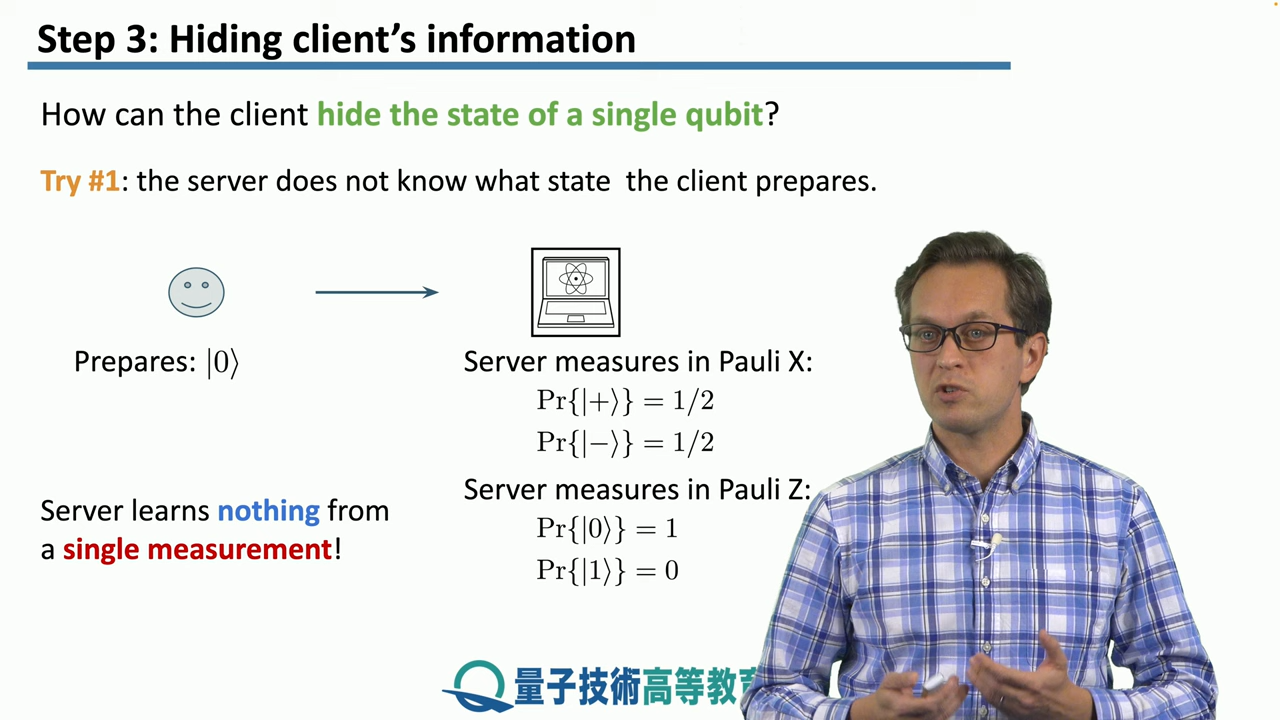 Step 3: Hiding client’s information
How can the client hide the state of a single qubit?
Try #1: the server does not know what state the client prepares.
Prepares: |0⟩
Server measures in Pauli X:
Pr{|+⟩} = 1/2
Pr{|−⟩} = 1/2
Server measures in Pauli Z:
Pr{|0⟩} = 1
Pr{|1⟩} = 0
Server learns nothing from
a single measurement!
量子技術高等教育